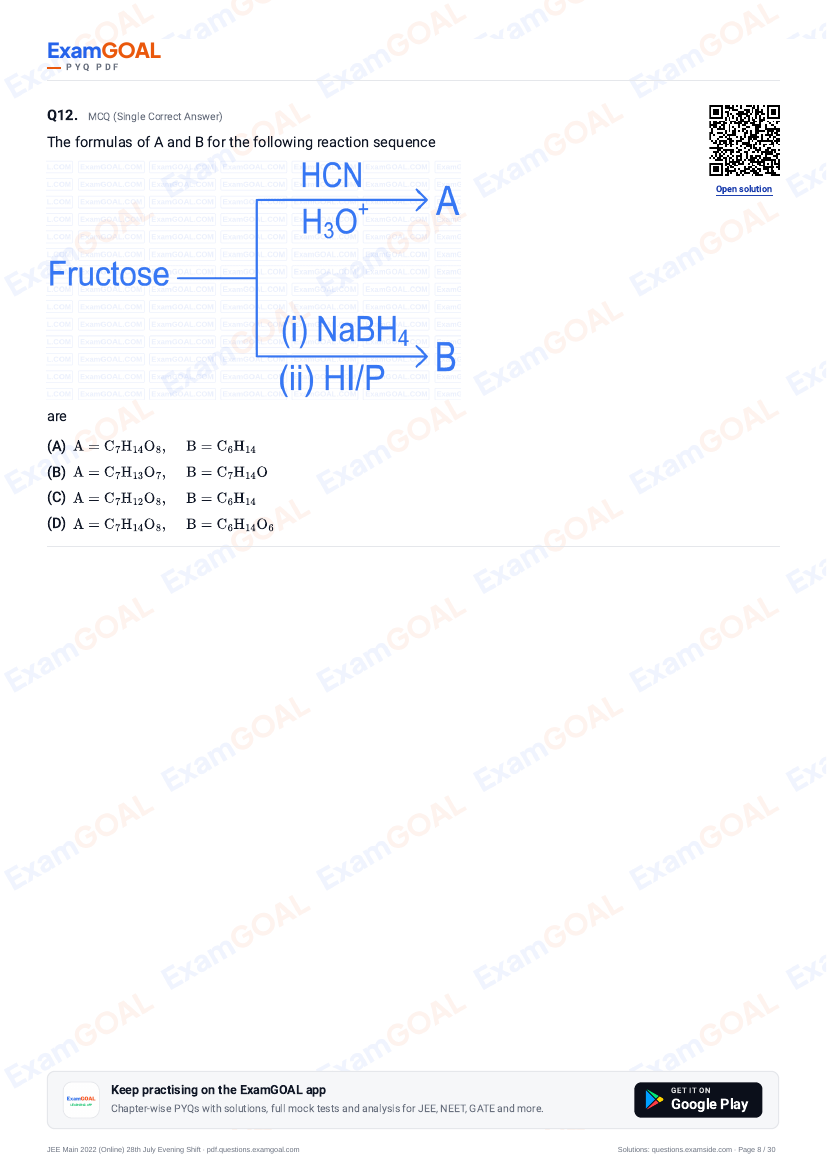 ExamGOAL
PYQ PDF
Q12. MCQ (Single Correct Answer)
The formulas of A and B for the following reaction sequence
HCN
A
H₃O⁺
Fructose
(i) NaBH₄
B
(ii) HI/P
are
(A) A = C₇H₁₄O₈, B = C₆H₁₄
(B) A = C₇H₁₃O₇, B = C₇H₁₄O
(C) A = C₇H₁₂O₈, B = C₆H₁₄
(D) A = C₇H₁₄O₈, B = C₆H₁₄O₆
Open solution
Keep practising on the ExamGOAL app
Chapter-wise PYQs with solutions, full mock tests and analysis for JEE, NEET, GATE and more.
GET IT ON
Google Play
JEE Main 2022 (Online) 28th July Evening Shift · pdf.questions.examgoal.com
Solutions: questions.examside.com · Page 8 / 30